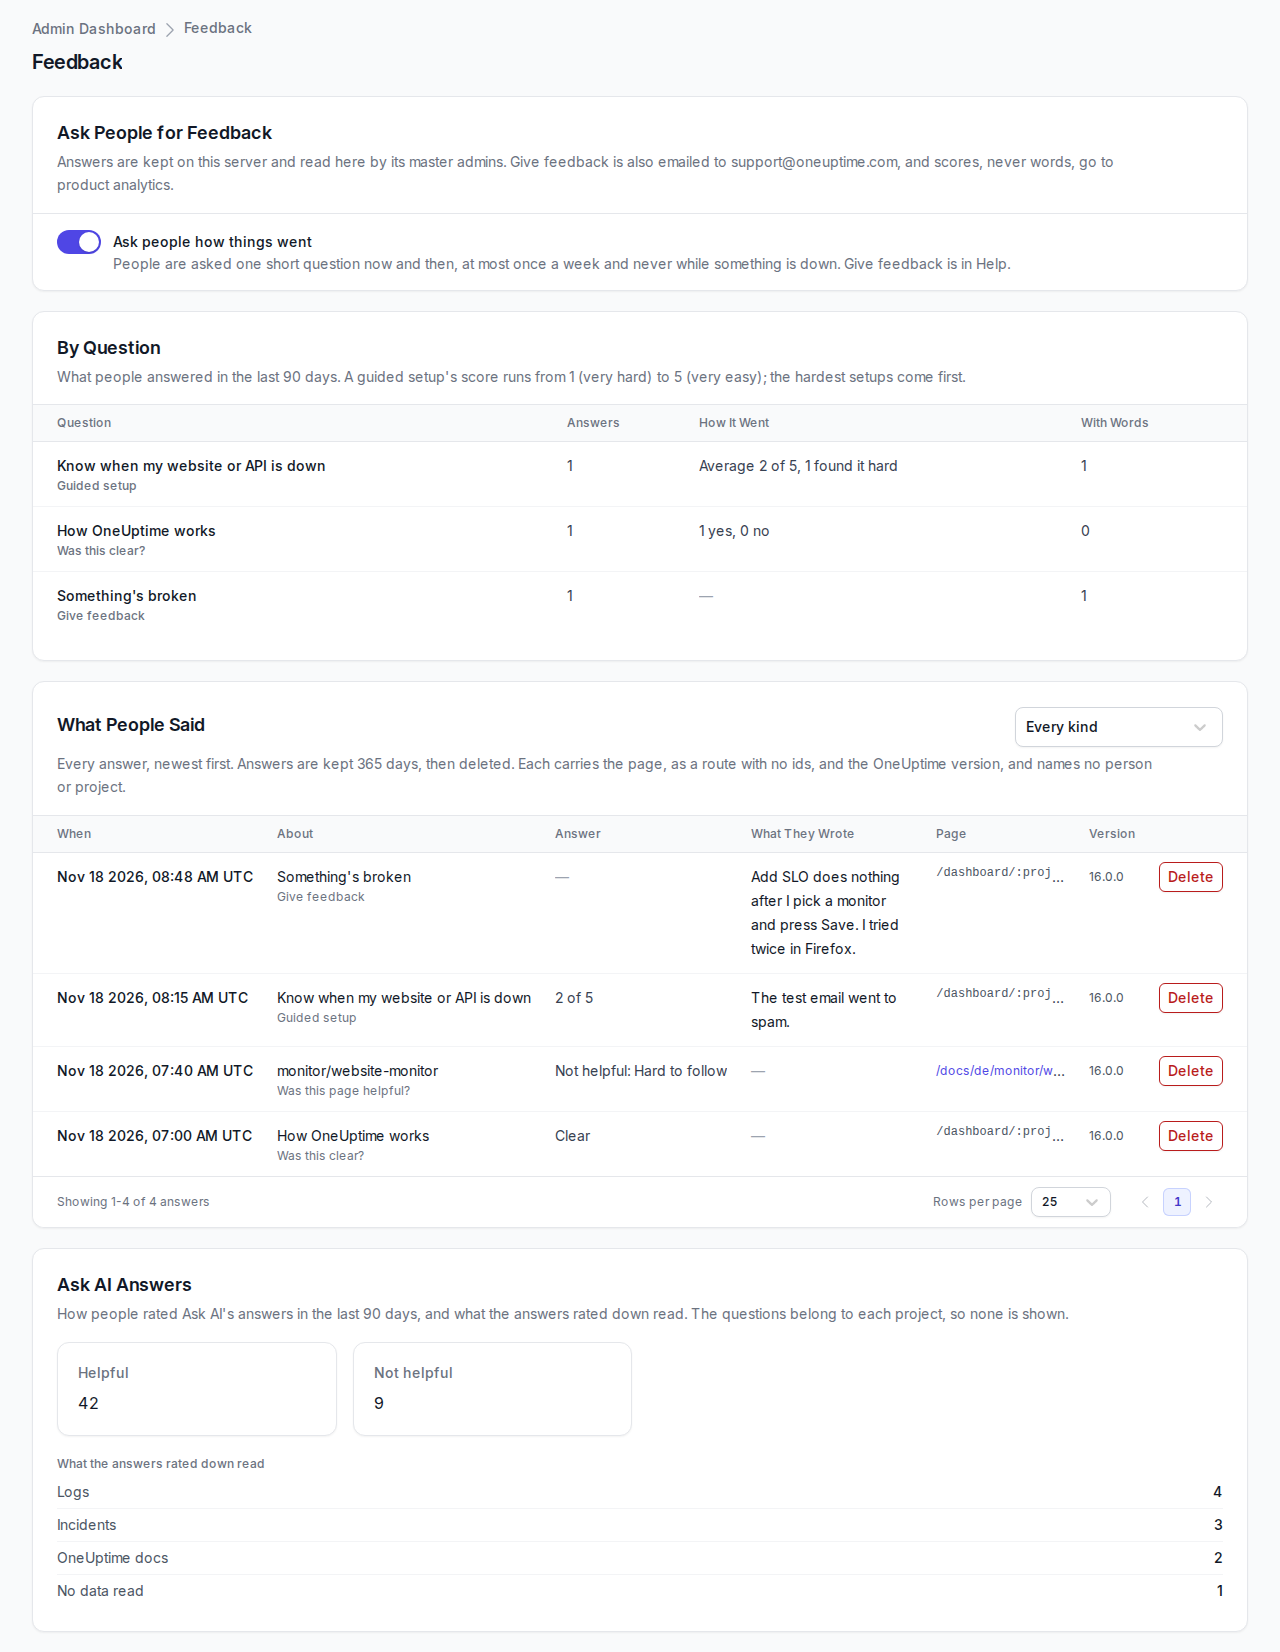 Admin Dashboard > Feedback
Feedback
Ask People for Feedback
Answers are kept on this server and read here by its master admins. Give feedback is also emailed to support@oneuptime.com, and scores, never words, go to
product analytics.
Ask people how things went
People are asked one short question now and then, at most once a week and never while something is down. Give feedback is in Help.
By Question
What people answered in the last 90 days. A guided setup's score runs from 1 (very hard) to 5 (very easy); the hardest setups come first.
Question Answers How It Went With Words
Know when my website or API is down 1 Average 2 of 5, 1 found it hard 1
Guided setup
How OneUptime works 1 1 yes, 0 no 0
Was this clear?
Something's broken 1 — 1
Give feedback
What People Said
Every kind
Every answer, newest first. Answers are kept 365 days, then deleted. Each carries the page, as a route with no ids, and the OneUptime version, and names no person
or project.
When About Answer What They Wrote Page Version
Nov 18 2026, 08:48 AM UTC Something's broken — Add SLO does nothing /dashboard/:proj... 16.0.0 Delete
Give feedback after I pick a monitor
and press Save. I tried
twice in Firefox.
Nov 18 2026, 08:15 AM UTC Know when my website or API is down 2 of 5 The test email went to /dashboard/:proj... 16.0.0 Delete
Guided setup spam.
Nov 18 2026, 07:40 AM UTC monitor/website-monitor Not helpful: Hard to follow — /docs/de/monitor/w... 16.0.0 Delete
Was this page helpful?
Nov 18 2026, 07:00 AM UTC How OneUptime works Clear — /dashboard/:proj... 16.0.0 Delete
Was this clear?
Showing 1-4 of 4 answers Rows per page 25 1
Ask AI Answers
How people rated Ask AI's answers in the last 90 days, and what the answers rated down read. The questions belong to each project, so none is shown.
Helpful Not helpful
42 9
What the answers rated down read
Logs 4
Incidents 3
OneUptime docs 2
No data read 1